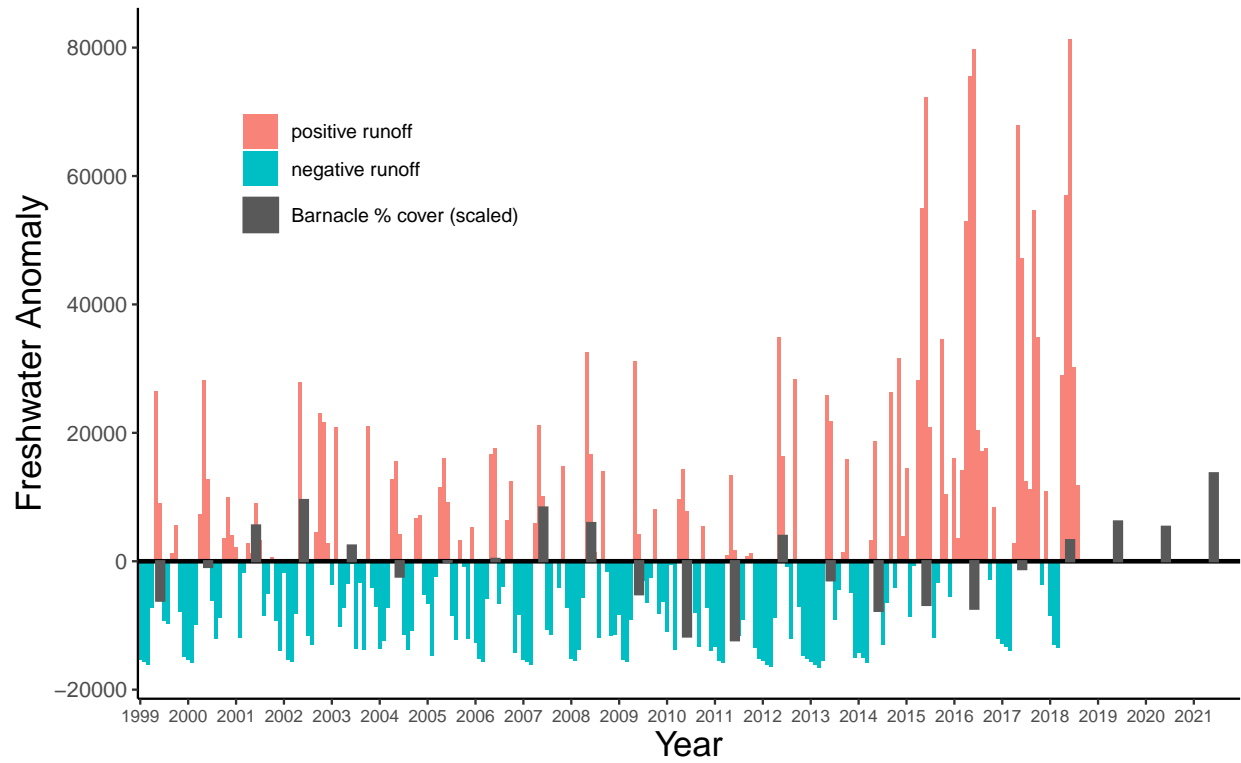 80000
60000
40000
20000
0
−20000
Freshwater Anomaly
positive runoff
negative runoff
Barnacle % cover (scaled)
1999 2000 2001 2002 2003 2004 2005 2006 2007 2008 2009 2010 2011 2012 2013 2014 2015 2016 2017 2018 2019 2020 2021
Year